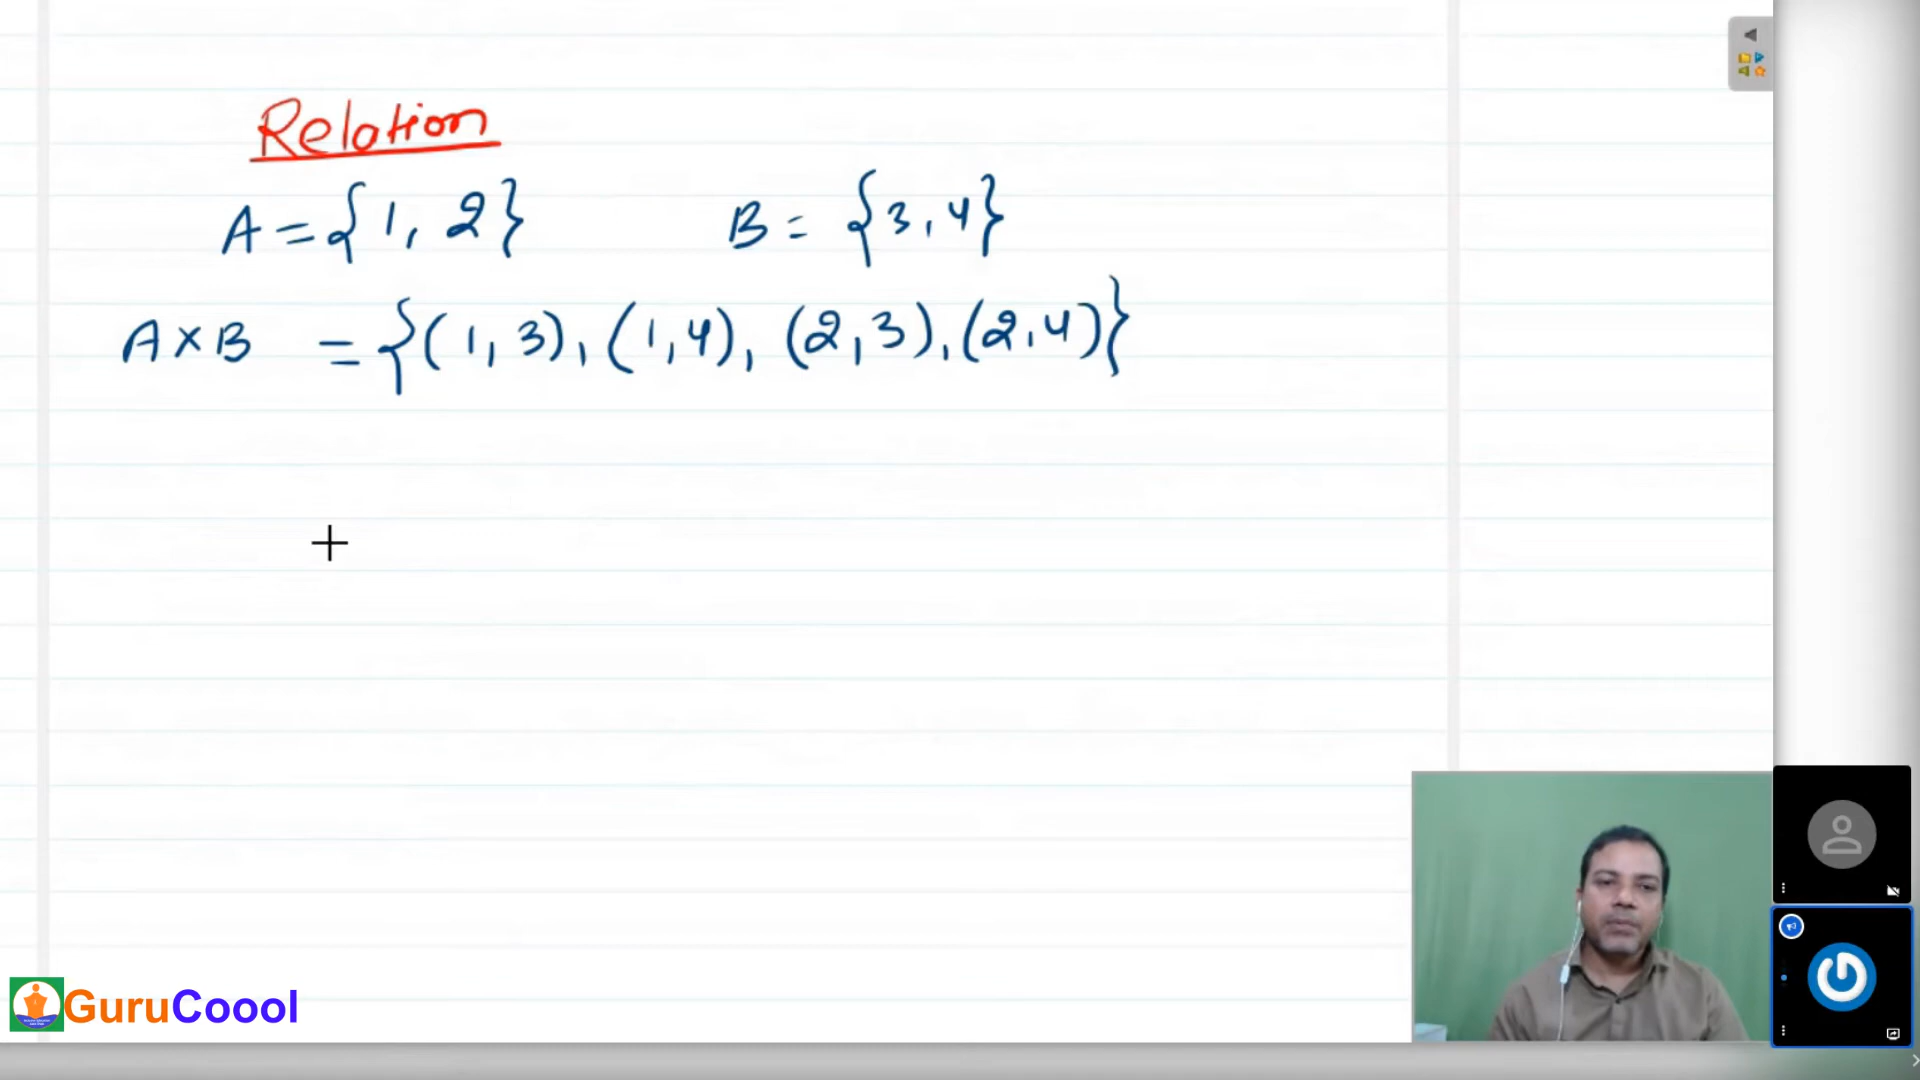 Relation
A = {1, 2} B = {3, 4}
A × B = {(1, 3), (1, 4), (2, 3), (2, 4)}
GuruCoool